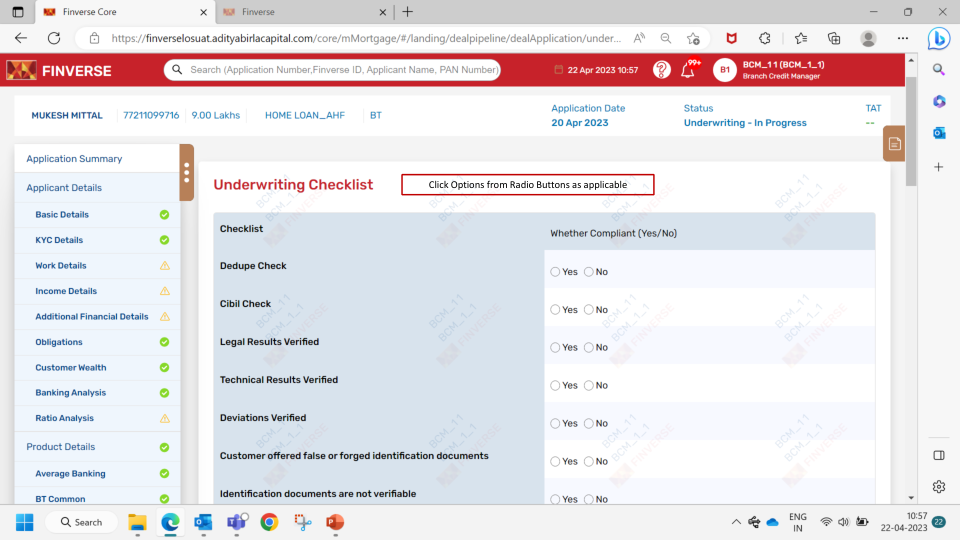 Finverse Core
Finverse
https://finverselosuat.adityabirlacapital.com/core/mMortgage/#/landing/dealpipeline/dealApplication/under...
FINVERSE
Search (Application Number,Finverse ID, Applicant Name, PAN Number)
22 Apr 2023 10:57
99+
B1
BCM_1 1 (BCM_1_1)
Branch Credit Manager
MUKESH MITTAL
77211099716
9.00 Lakhs
HOME LOAN_AHF
BT
Application Date
20 Apr 2023
Status
Underwriting - In Progress
TAT
--
Application Summary
Applicant Details
Basic Details
KYC Details
Work Details
Income Details
Additional Financial Details
Obligations
Customer Wealth
Banking Analysis
Ratio Analysis
Product Details
Average Banking
BT Common
Underwriting Checklist
Click Options from Radio Buttons as applicable
Checklist
Whether Compliant (Yes/No)
Dedupe Check
Yes No
Cibil Check
Yes No
Legal Results Verified
Yes No
Technical Results Verified
Yes No
Deviations Verified
Yes No
Customer offered false or forged identification documents
Yes No
Identification documents are not verifiable
Yes No
BCM_11
BCM_1_1
FINVERSE
Search
ENG
IN
10:57
22-04-2023
22